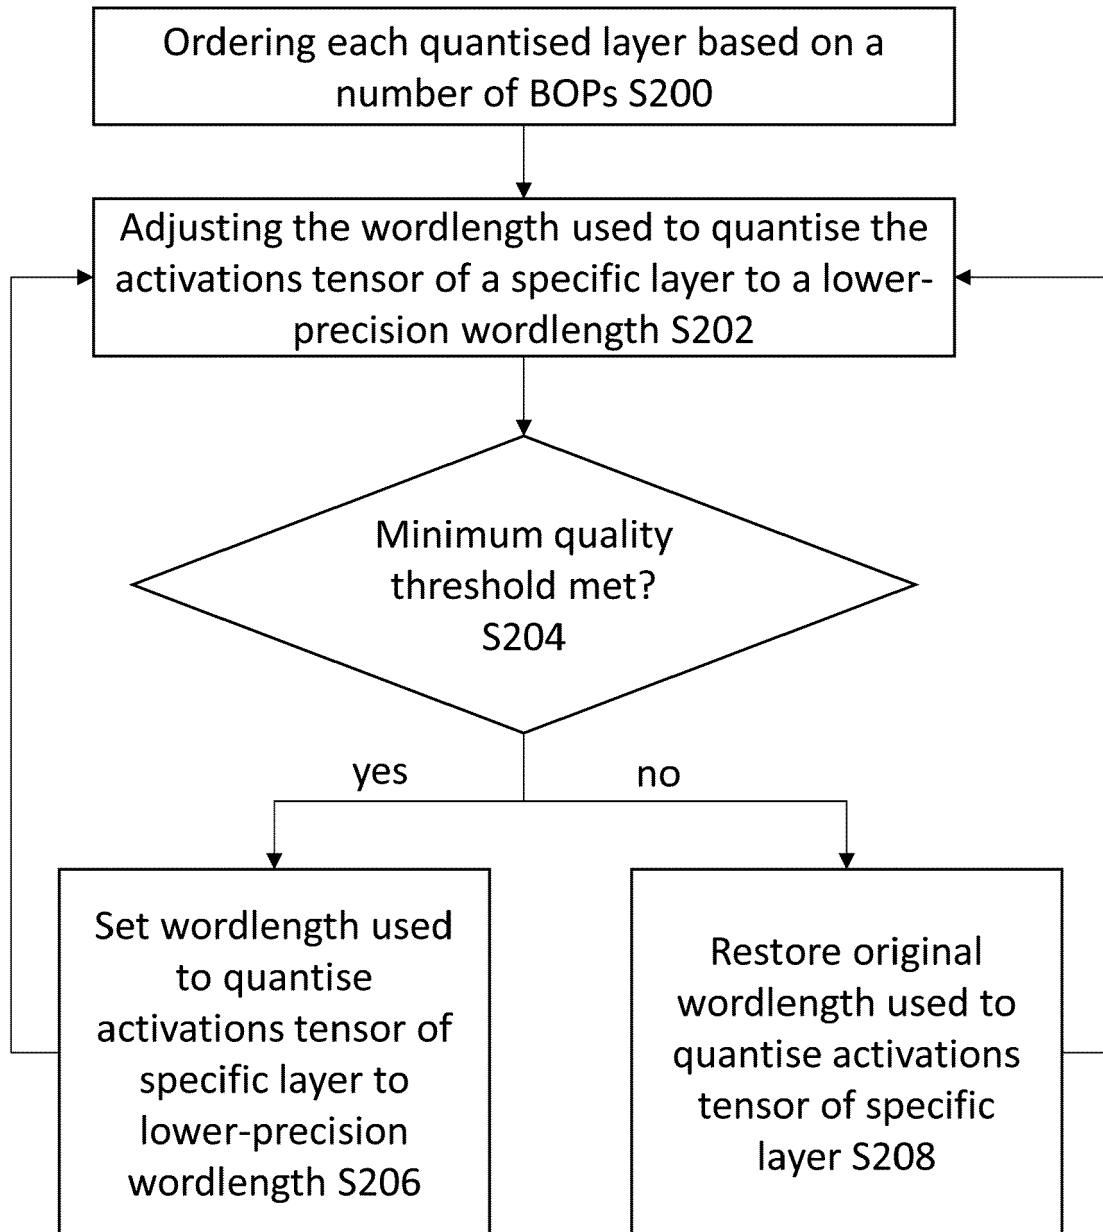 Ordering each quantised layer based on a
number of BOPs S200
Adjusting the wordlength used to quantise the
activations tensor of a specific layer to a lower-
precision wordlength S202
Minimum quality
threshold met?
S204
yes
no
Set wordlength used
to quantise
activations tensor of
specific layer to
lower-precision
wordlength S206
Restore original
wordlength used to
quantise activations
tensor of specific
layer S208